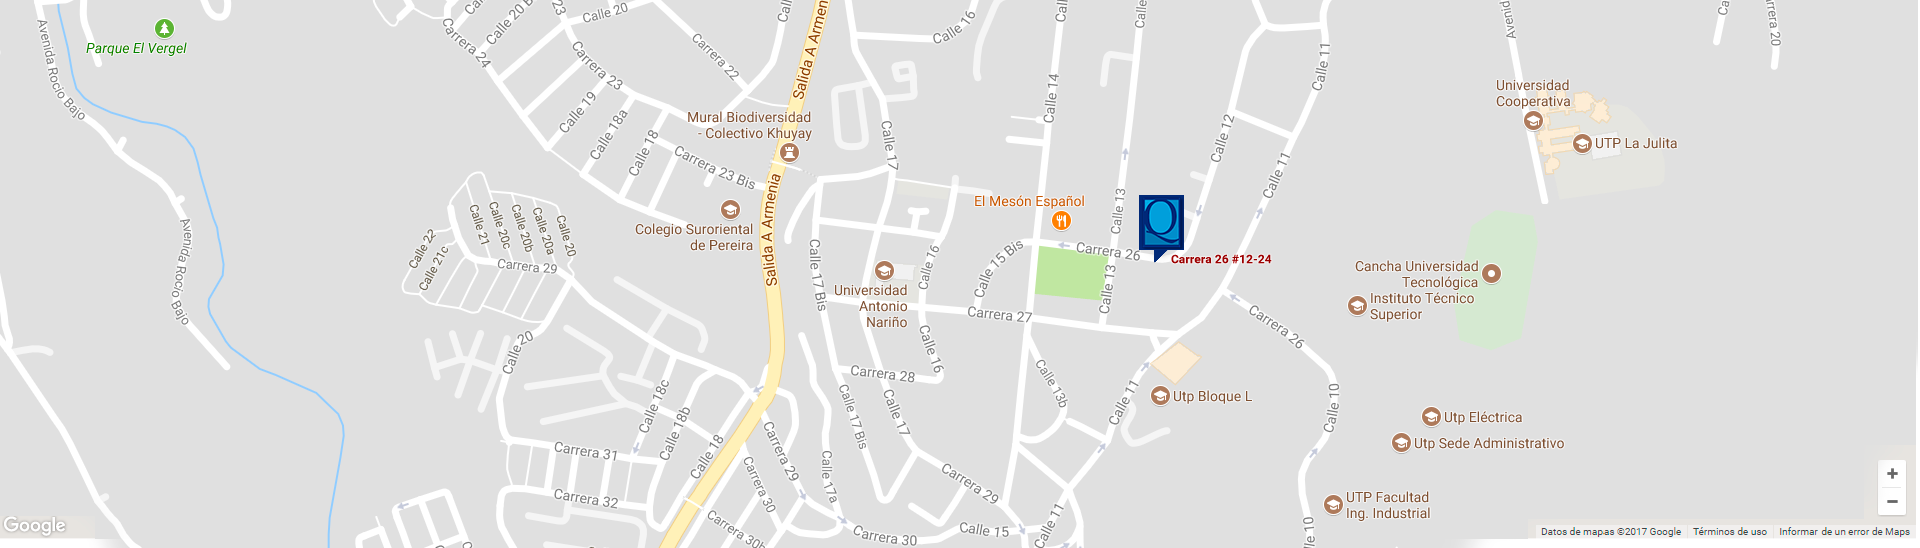 Calle 20
Calle 20 B
Calle 16
Salida A Armen
Calle 11
Avenid
Carrera 20
Parque El Vergel
Carrera 24
Carrera 22
Carrera 23
Avenida Rocio Bajo
Calle 14
Universidad
Cooperativa
Calle 19
Calle 18a
Calle 18
Mural Biodiversidad
- Colectivo Khuyay
Calle 17
Calle 12
UTP La Julita
Carrera 23 Bis
Calle 11
Salida A Armenia
Calle 13
El Mesón Español
Q
Colegio Suroriental
de Pereira
Calle 22
Calle 21c
Calle 21
Calle 20c
Calle 20b
Calle 20a
Calle 20
Avenida Rocio Bajo
Carrera 29
Calle 17 Bis
Calle 16
Calle 15 Bis
Carrera 26
Carrera 26 #12-24
Calle 13
Cancha Universidad
Tecnológica
Universidad
Antonio
Nariño
Instituto Técnico
Superior
Carrera 27
Carrera 26
Calle 20
Calle 16
Carrera 28
Calle 18c
Calle 18b
Calle 18
Calle 17 Bis
Calle 17
Calle 13b
Calle 11
Utp Bloque L
Calle 10
Utp Eléctrica
Utp Sede Administrativo
Carrera 31
Carrera 29
Calle 17a
Carrera 32
Carrera 30
Carrera 29
Calle 11
UTP Facultad
Ing. Industrial
Carrera 30b
Carrera 30
Calle 15
Calle 10
+
−
Google
Datos de mapas ©2017 Google
Términos de uso
Informar de un error de Maps